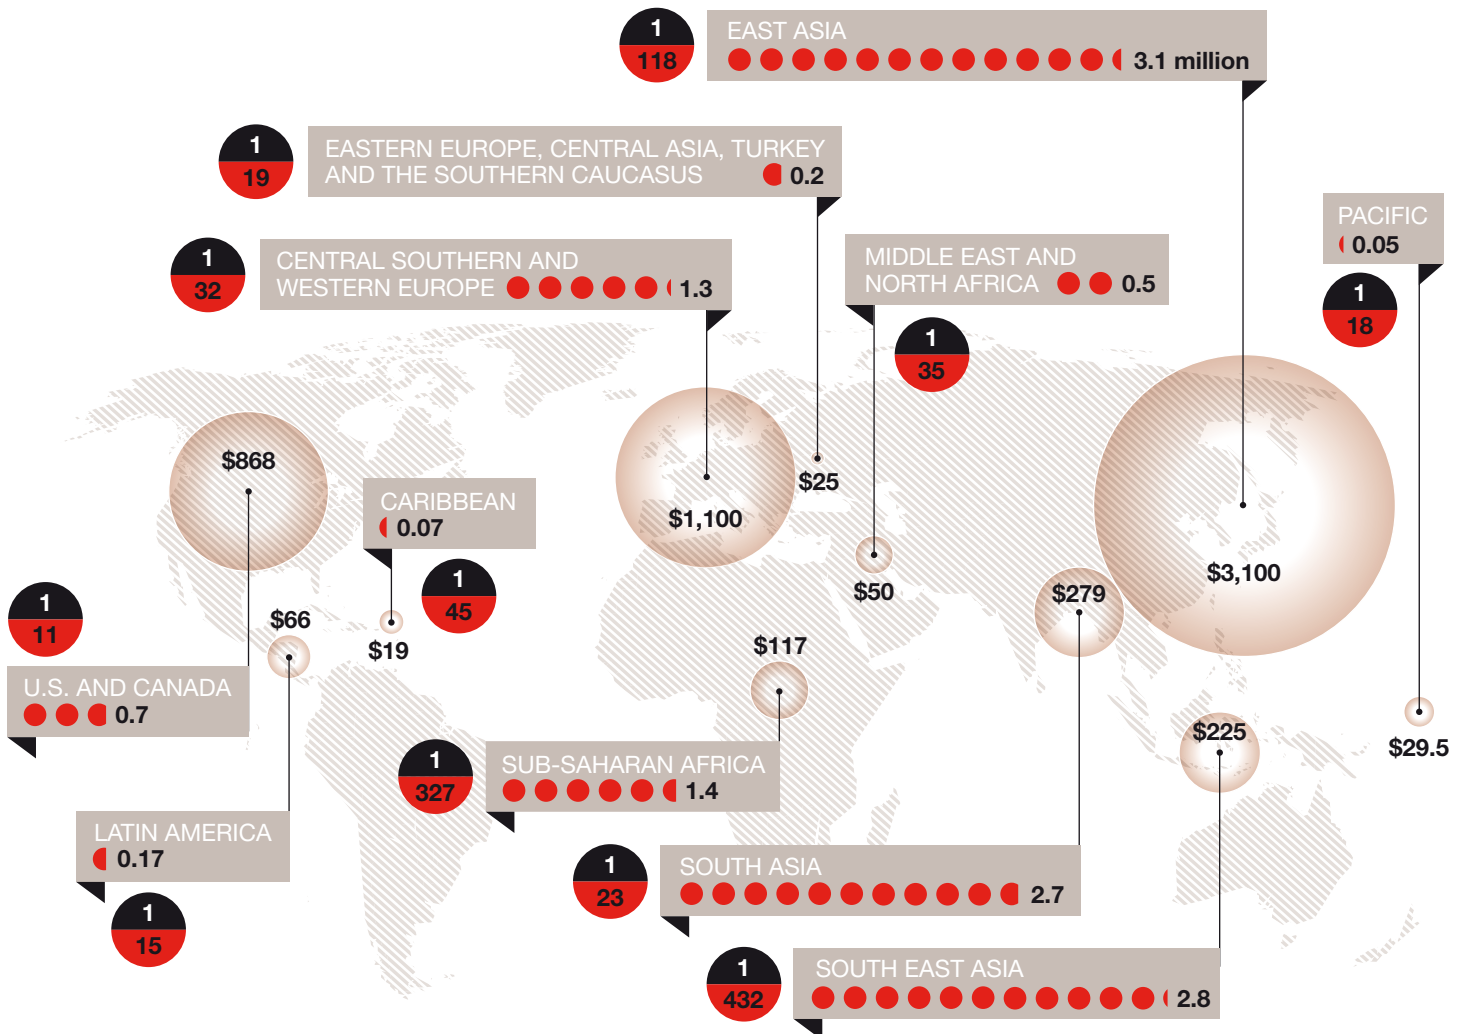 1
118
EAST ASIA
3.1 million
1
19
EASTERN EUROPE, CENTRAL ASIA, TURKEY
AND THE SOUTHERN CAUCASUS
0.2
1
32
CENTRAL SOUTHERN AND
WESTERN EUROPE
1.3
MIDDLE EAST AND
NORTH AFRICA
0.5
1
35
PACIFIC
0.05
1
18
$868
$1,100
$25
$50
$279
$3,100
CARIBBEAN
0.07
1
45
$19
$66
1
11
U.S. AND CANADA
0.7
$117
$225
$29.5
1
327
SUB-SAHARAN AFRICA
1.4
LATIN AMERICA
0.17
1
15
1
23
SOUTH ASIA
2.7
1
432
SOUTH EAST ASIA
2.8